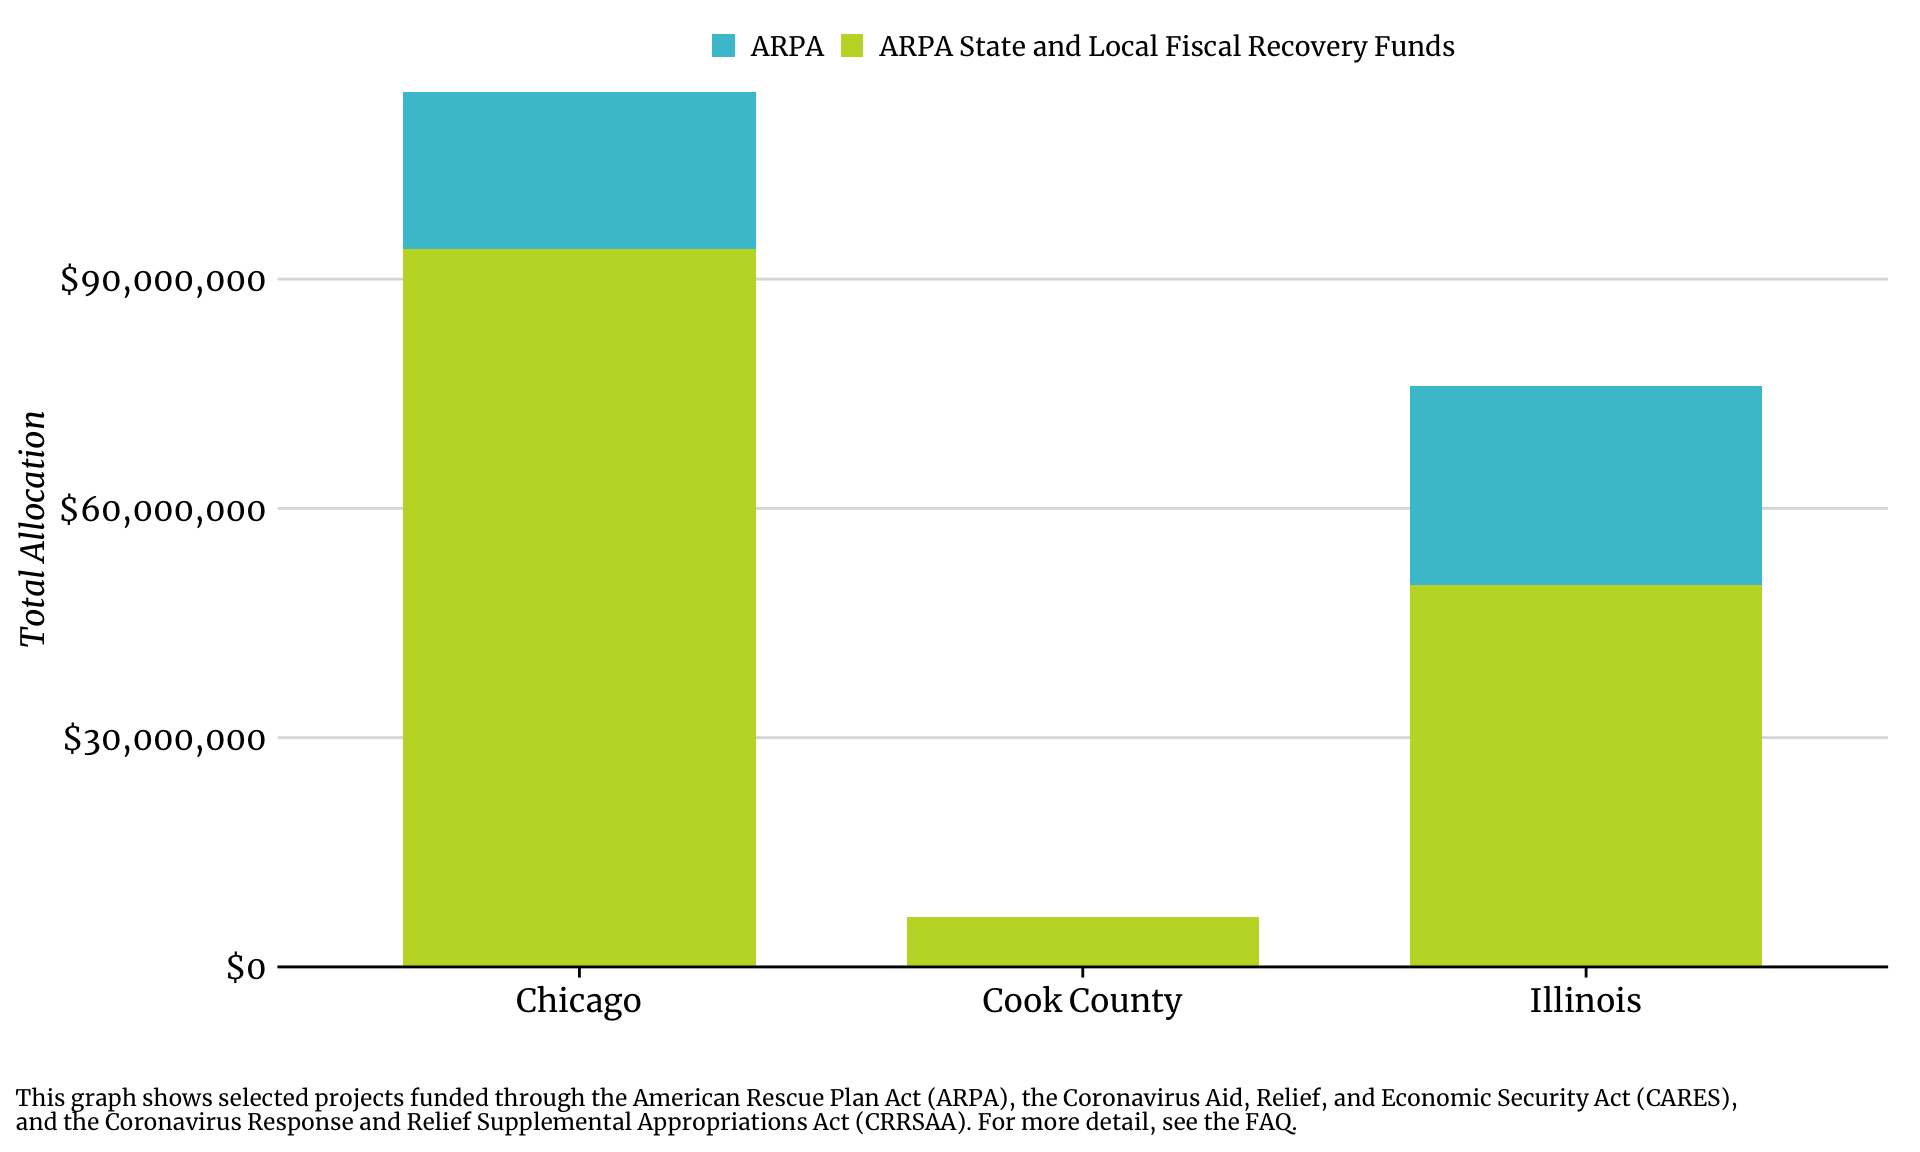 ARPA ARPA State and Local Fiscal Recovery Funds
Total Allocation
$90,000,000
$60,000,000
$30,000,000
$0
Chicago Cook County Illinois
This graph shows selected projects funded through the American Rescue Plan Act (ARPA), the Coronavirus Aid, Relief, and Economic Security Act (CARES),
and the Coronavirus Response and Relief Supplemental Appropriations Act (CRRSAA). For more detail, see the FAQ.